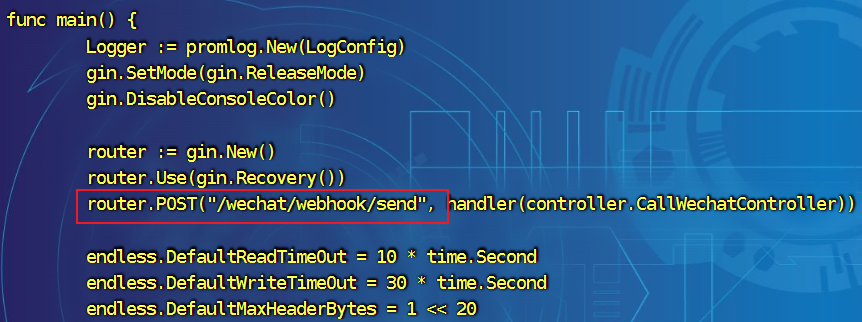 func main() {
Logger := promlog.New(LogConfig)
gin.SetMode(gin.ReleaseMode)
gin.DisableConsoleColor()
router := gin.New()
router.Use(gin.Recovery())
router.POST("/wechat/webhook/send", handler(controller.CallWechatController))
endless.DefaultReadTimeOut = 10 * time.Second
endless.DefaultWriteTimeOut = 30 * time.Second
endless.DefaultMaxHeaderBytes = 1 << 20